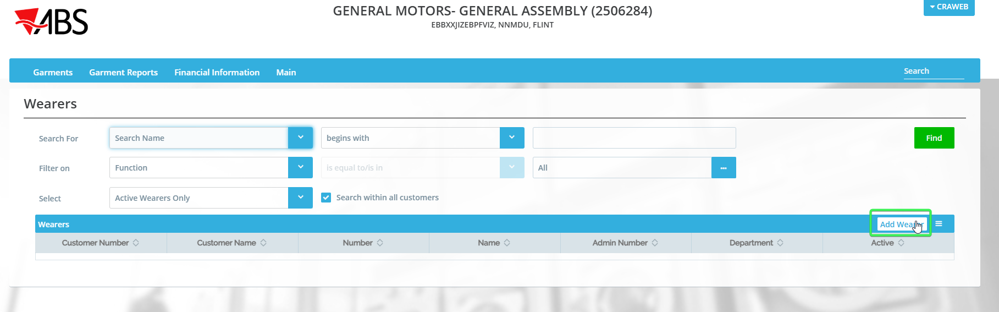 ABS
GENERAL MOTORS- GENERAL ASSEMBLY (2506284)
EBBXXJIZEBPFVIZ, NNMDU, FLINT
CRAWEB
Garments Garment Reports Financial Information Main Search
Wearers
Search For Search Name begins with Find
Filter on Function is equal to/is in All ...
Select Active Wearers Only Search within all customers
Wearers Add Wearer
Customer Number Customer Name Number Name Admin Number Department Active